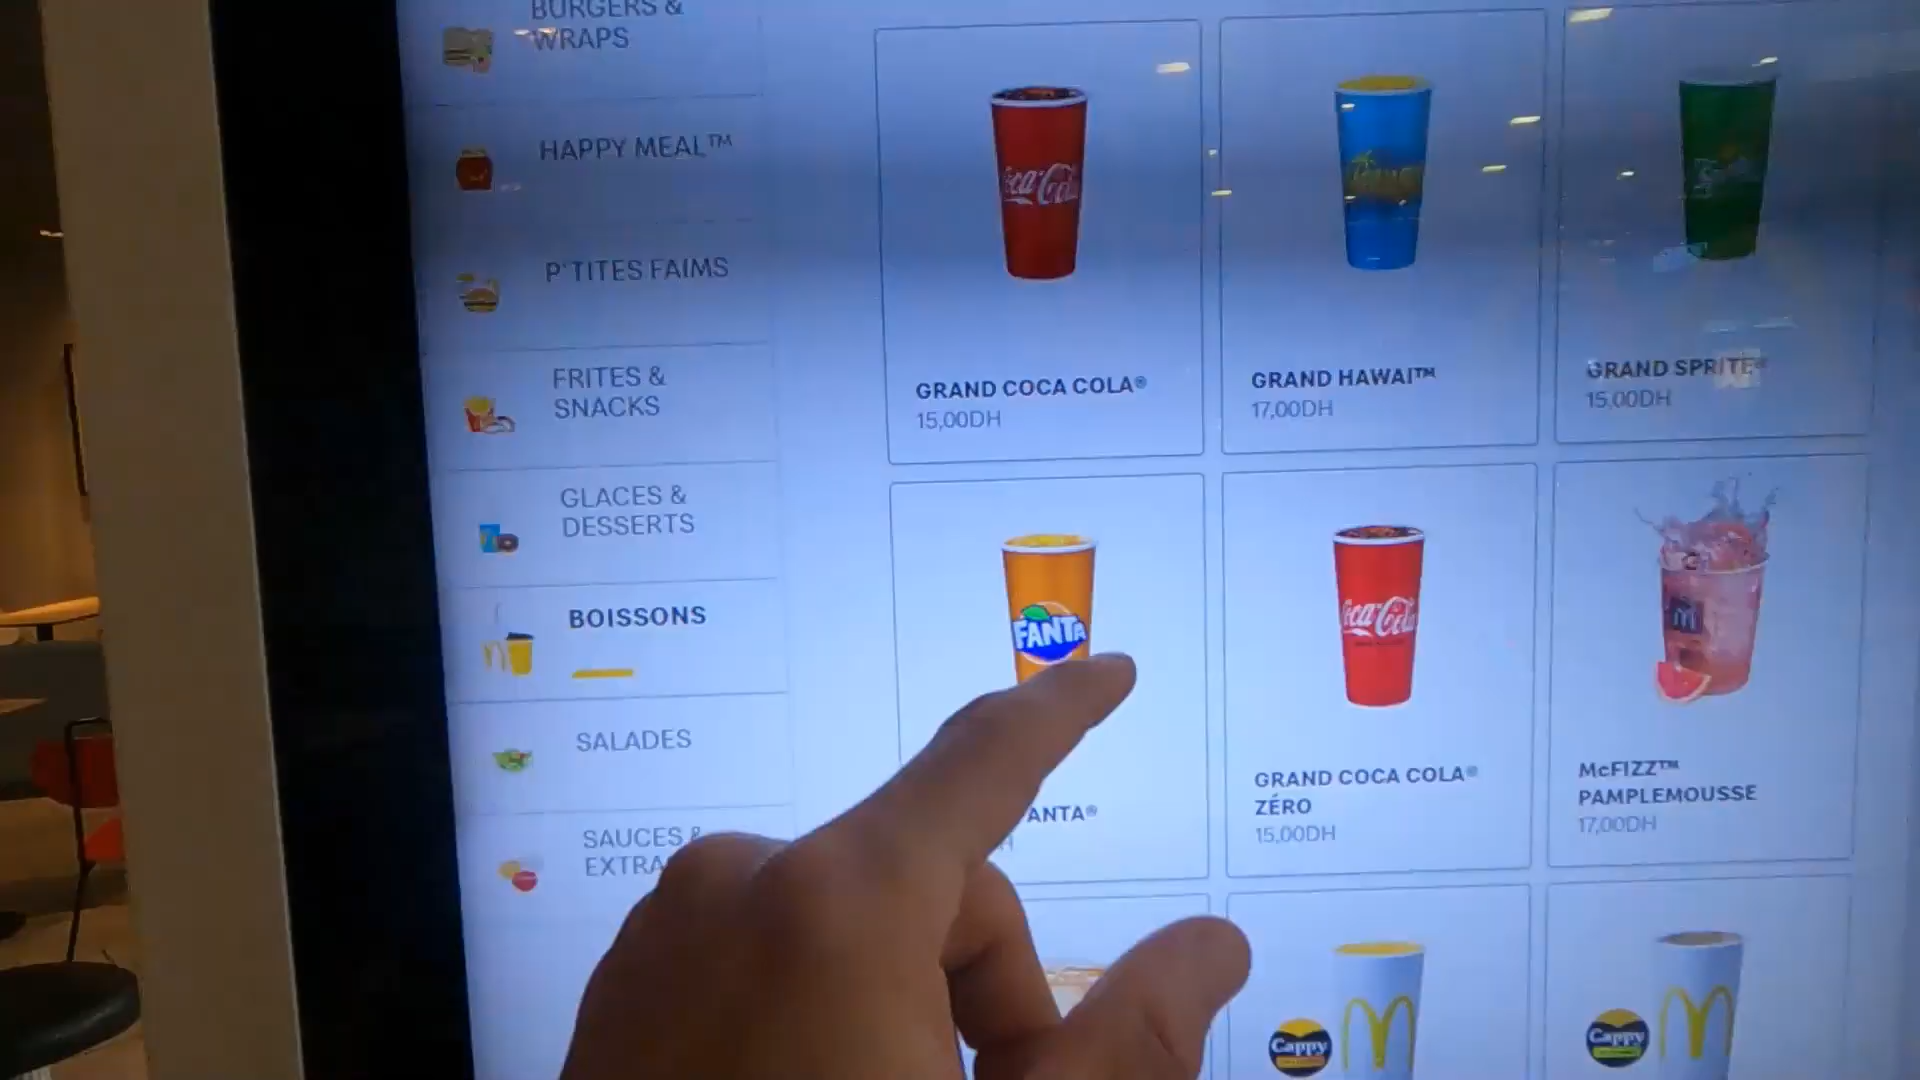 BURGERS &
WRAPS
HAPPY MEAL™
P'TITES FAIMS
FRITES &
SNACKS
GLACES &
DESSERTS
BOISSONS
SALADES
SAUCES &
EXTRA
Coca-Cola
GRAND COCA COLA®
15,00DH
GRAND HAWAI™
17,00DH
GRAND SPRITE®
15,00DH
FANTA
ANTA®
H
Coca-Cola
GRAND COCA COLA®
ZÉRO
15,00DH
McFIZZ™
PAMPLEMOUSSE
17,00DH
Cappy
Cappy